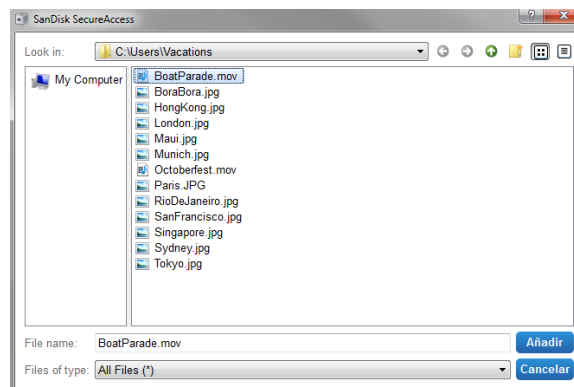 SanDisk SecureAccess
Look in: C:\Users\Vacations
My Computer
BoatParade.mov
BoraBora.jpg
HongKong.jpg
London.jpg
Maui.jpg
Munich.jpg
Octoberfest.mov
Paris.JPG
RioDeJaneiro.jpg
SanFrancisco.jpg
Singapore.jpg
Sydney.jpg
Tokyo.jpg
File name: BoatParade.mov Añadir
Files of type: All Files (*) Cancelar